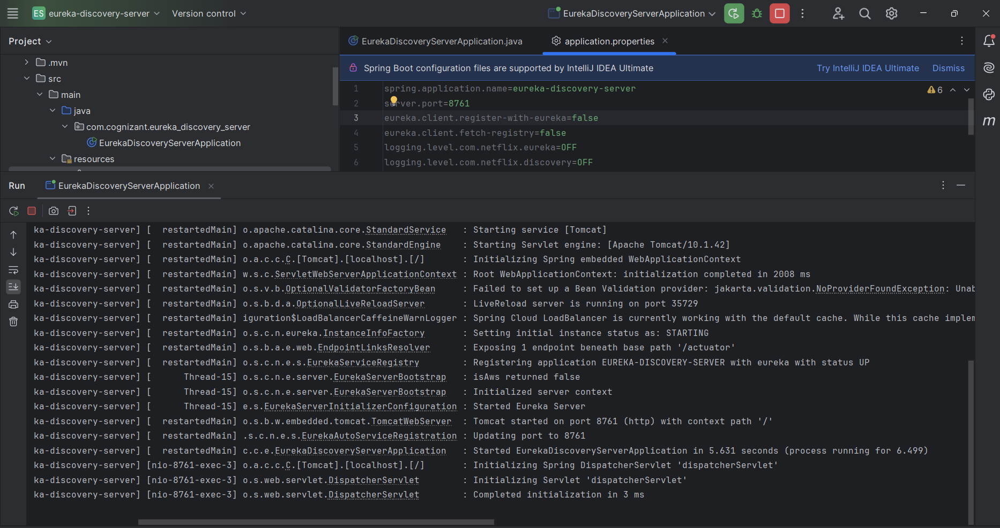 ES eureka-discovery-server Version control EurekaDiscoveryServerApplication
Project
.mvn
src
main
java
com.cognizant.eureka_discovery_server
EurekaDiscoveryServerApplication
resources
EurekaDiscoveryServerApplication.java application.properties
Spring Boot configuration files are supported by IntelliJ IDEA Ultimate Try IntelliJ IDEA Ultimate Dismiss
6
1 spring.application.name=eureka-discovery-server
2 server.port=8761
3 eureka.client.register-with-eureka=false
4 eureka.client.fetch-registry=false
5 logging.level.com.netflix.eureka=OFF
6 logging.level.com.netflix.discovery=OFF
m
Run EurekaDiscoveryServerApplication
ka-discovery-server] [  restartedMain] o.apache.catalina.core.StandardService   : Starting service [Tomcat]
ka-discovery-server] [  restartedMain] o.apache.catalina.core.StandardEngine    : Starting Servlet engine: [Apache Tomcat/10.1.42]
ka-discovery-server] [  restartedMain] o.a.c.c.C.[Tomcat].[localhost].[/]       : Initializing Spring embedded WebApplicationContext
ka-discovery-server] [  restartedMain] w.s.c.ServletWebServerApplicationContext : Root WebApplicationContext: initialization completed in 2008 ms
ka-discovery-server] [  restartedMain] o.s.v.b.OptionalValidatorFactoryBean     : Failed to set up a Bean Validation provider: jakarta.validation.NoProviderFoundException: Unab
ka-discovery-server] [  restartedMain] o.s.b.d.a.OptionalLiveReloadServer       : LiveReload server is running on port 35729
ka-discovery-server] [  restartedMain] iguration$LoadBalancerCaffeineWarnLogger : Spring Cloud LoadBalancer is currently working with the default cache. While this cache implem
ka-discovery-server] [  restartedMain] o.s.c.n.eureka.InstanceInfoFactory       : Setting initial instance status as: STARTING
ka-discovery-server] [  restartedMain] o.s.b.a.e.web.EndpointLinksResolver      : Exposing 1 endpoint beneath base path '/actuator'
ka-discovery-server] [  restartedMain] o.s.c.n.e.s.EurekaServiceRegistry        : Registering application EUREKA-DISCOVERY-SERVER with eureka with status UP
ka-discovery-server] [      Thread-15] o.s.c.n.e.server.EurekaServerBootstrap   : isAws returned false
ka-discovery-server] [      Thread-15] o.s.c.n.e.server.EurekaServerBootstrap   : Initialized server context
ka-discovery-server] [      Thread-15] e.s.EurekaServerInitializerConfiguration : Started Eureka Server
ka-discovery-server] [  restartedMain] o.s.b.w.embedded.tomcat.TomcatWebServer  : Tomcat started on port 8761 (http) with context path '/'
ka-discovery-server] [  restartedMain] .s.c.n.e.s.EurekaAutoServiceRegistration : Updating port to 8761
ka-discovery-server] [  restartedMain] c.c.e.EurekaDiscoveryServerApplication   : Started EurekaDiscoveryServerApplication in 5.631 seconds (process running for 6.499)
ka-discovery-server] [nio-8761-exec-3] o.a.c.c.C.[Tomcat].[localhost].[/]       : Initializing Spring DispatcherServlet 'dispatcherServlet'
ka-discovery-server] [nio-8761-exec-3] o.s.web.servlet.DispatcherServlet        : Initializing Servlet 'dispatcherServlet'
ka-discovery-server] [nio-8761-exec-3] o.s.web.servlet.DispatcherServlet        : Completed initialization in 3 ms